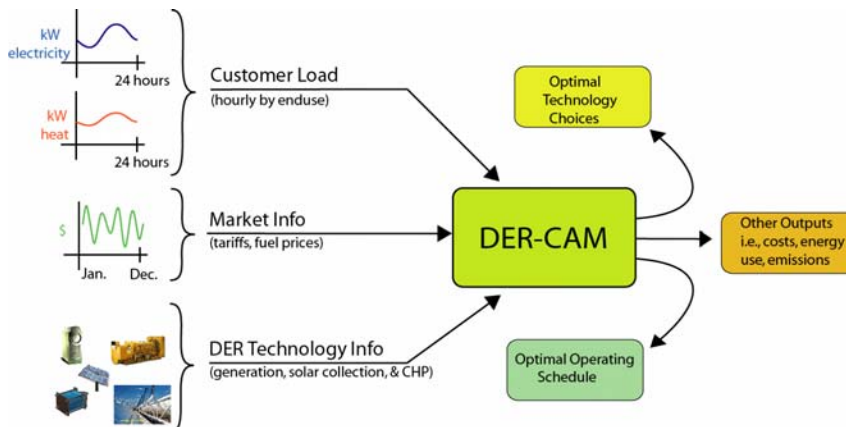 kW
electricity
24 hours
kW
heat
24 hours
Customer Load
(hourly by enduse)
$
Jan. Dec.
Market Info
(tariffs, fuel prices)
DER Technology Info
(generation, solar collection, & CHP)
DER-CAM
Optimal
Technology
Choices
Other Outputs
i.e., costs, energy
use, emissions
Optimal Operating
Schedule